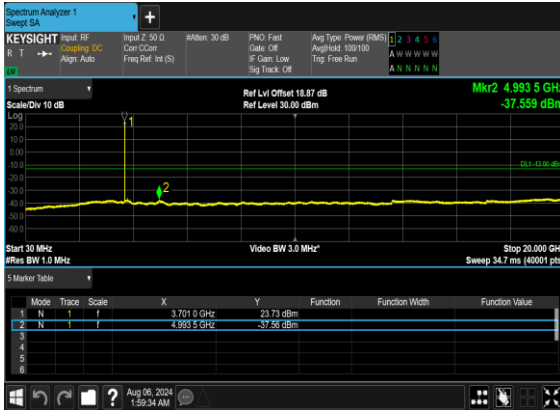 Spectrum Analyzer 1
Swept SA
KEYSIGHT Input: RF Input Z: 50 Ω #Atten: 30 dB PNO: Fast Avg Type: Power (RMS) 1 2 3 4 5 6
R T Coupling: DC Corr CCorr Gate: Off Avg|Hold: 100/100 A W W W W W
Align: Auto Freq Ref: Int (S) IF Gain: Low Trig: Free Run
LXI Sig Track: Off A N N N N N
1 Spectrum Ref Lvl Offset 18.87 dB Mkr2 4.993 5 GHz
Scale/Div 10 dB Ref Level 30.00 dBm -37.559 dBm
Log
20.0
10.0
0.00
-10.0
-20.0
-30.0
-40.0
-50.0
-60.0
1
2
DL1 -13.00 dBm
Start 30 MHz Video BW 3.0 MHz* Stop 20.000 GHz
#Res BW 1.0 MHz Sweep 34.7 ms (40001 pts)
5 Marker Table
Mode Trace Scale X Y Function Function Width Function Value
1 N 1 f 3.701 0 GHz 23.73 dBm
2 N 1 f 4.993 5 GHz -37.56 dBm
3
4
5
6
? Aug 06, 2024
1:59:34 AM